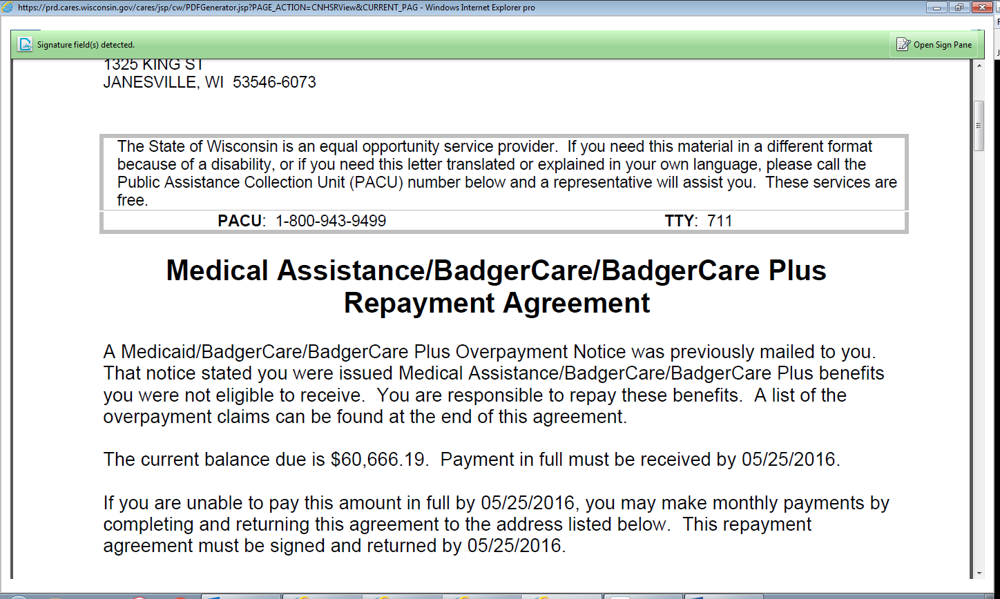 https://prd.cares.wisconsin.gov/cares/jsp/cw/PDFGenerator.jsp?PAGE_ACTION=CNHSRView&CURRENT_PAG - Windows Internet Explorer pro
Signature field(s) detected.
Open Sign Pane
1325 KING ST
JANESVILLE, WI 53546-6073
The State of Wisconsin is an equal opportunity service provider. If you need this material in a different format
because of a disability, or if you need this letter translated or explained in your own language, please call the
Public Assistance Collection Unit (PACU) number below and a representative will assist you. These services are
free.
PACU: 1-800-943-9499 TTY: 711
Medical Assistance/BadgerCare/BadgerCare Plus
Repayment Agreement
A Medicaid/BadgerCare/BadgerCare Plus Overpayment Notice was previously mailed to you.
That notice stated you were issued Medical Assistance/BadgerCare/BadgerCare Plus benefits
you were not eligible to receive. You are responsible to repay these benefits. A list of the
overpayment claims can be found at the end of this agreement.
The current balance due is $60,666.19. Payment in full must be received by 05/25/2016.
If you are unable to pay this amount in full by 05/25/2016, you may make monthly payments by
completing and returning this agreement to the address listed below. This repayment
agreement must be signed and returned by 05/25/2016.